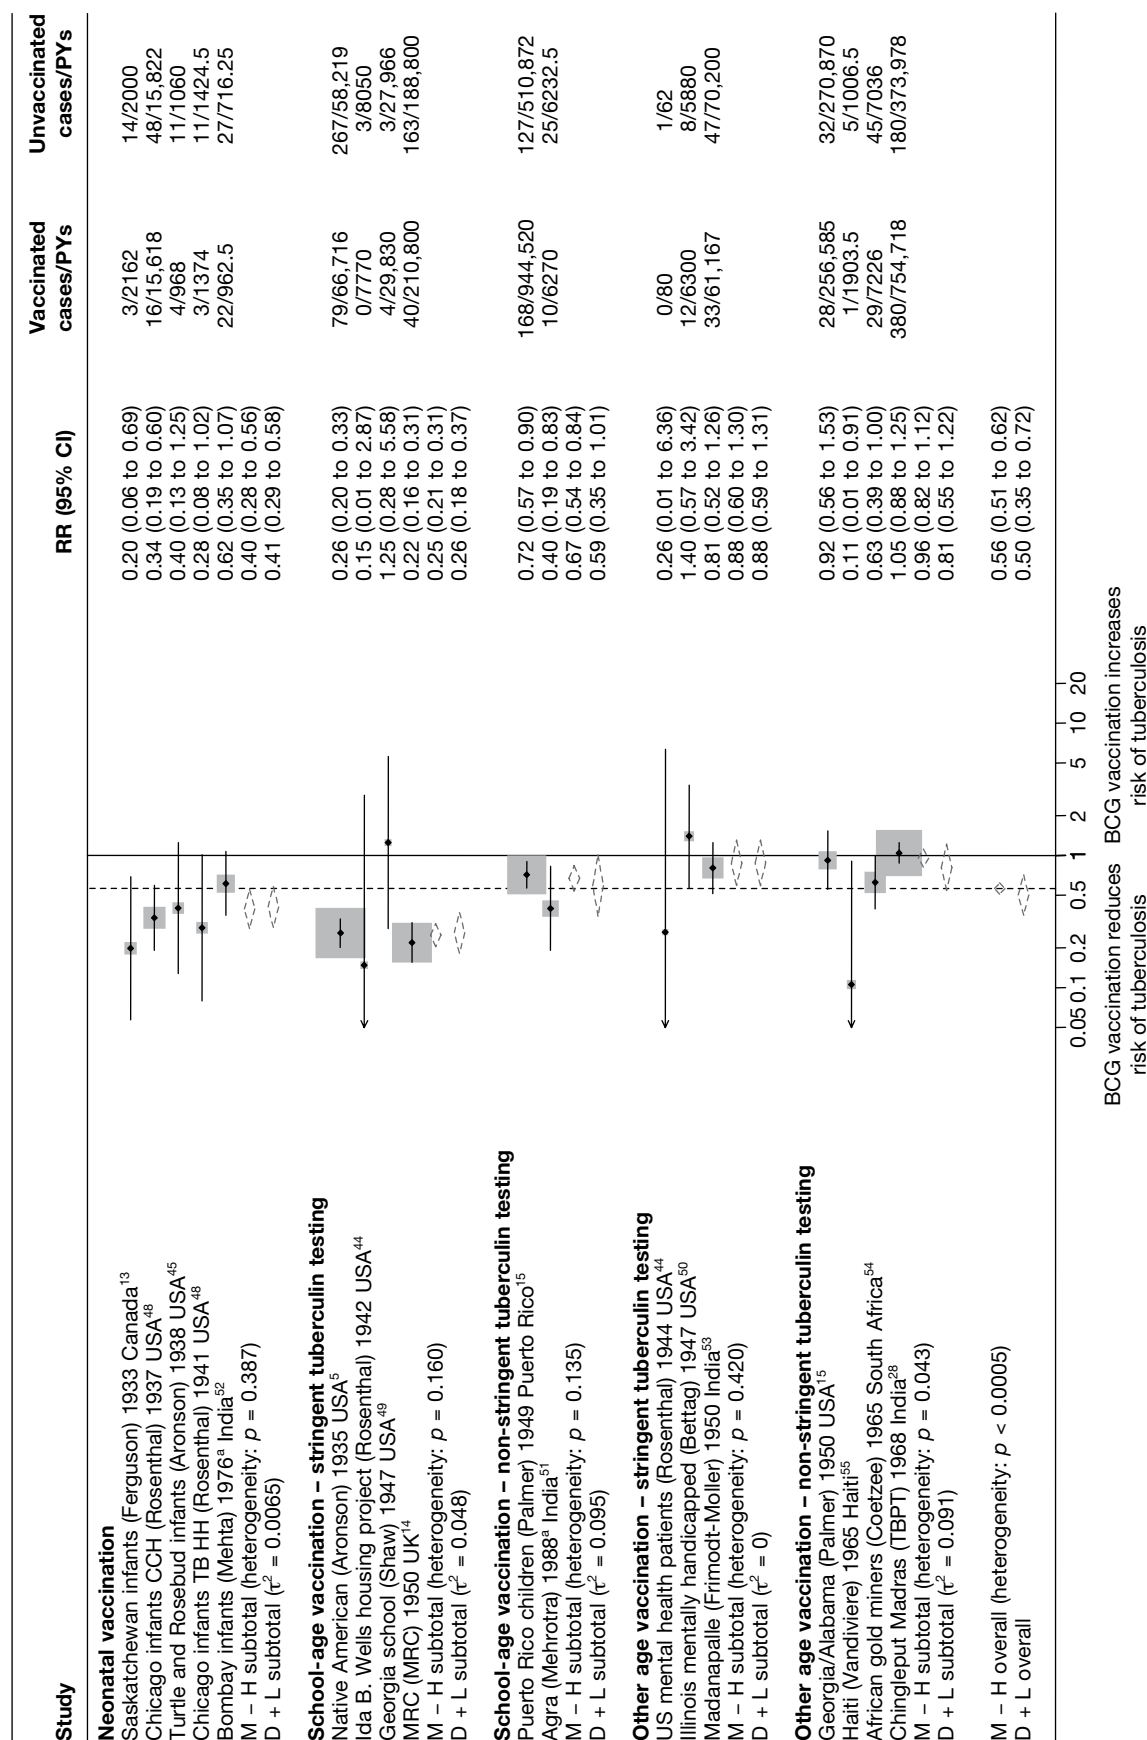 Study RR (95% CI) Vaccinated cases/PYs Unvaccinated cases/PYs
Neonatal vaccination
Saskatchewan infants (Ferguson) 1933 Canada13 0.20 (0.06 to 0.69) 3/2162 14/2000
Chicago infants CCH (Rosenthal) 1937 USA48 0.34 (0.19 to 0.60) 16/15,618 48/15,822
Turtle and Rosebud infants (Aronson) 1938 USA45 0.40 (0.13 to 1.25) 4/968 11/1060
Chicago infants TB HH (Rosenthal) 1941 USA48 0.28 (0.08 to 1.02) 3/1374 11/1424.5
Bombay infants (Mehta) 1976a India52 0.62 (0.35 to 1.07) 22/962.5 27/716.25
M – H subtotal (heterogeneity: p = 0.387) 0.40 (0.28 to 0.56)
D + L subtotal (τ2 = 0.0065) 0.41 (0.29 to 0.58)
School-age vaccination – stringent tuberculin testing
Native American (Aronson) 1935 USA5 0.26 (0.20 to 0.33) 79/66,716 267/58,219
Ida B. Wells housing project (Rosenthal) 1942 USA44 0.15 (0.01 to 2.87) 0/7770 3/8050
Georgia school (Shaw) 1947 USA49 1.25 (0.28 to 5.58) 4/29,830 3/27,966
MRC (MRC) 1950 UK14 0.22 (0.16 to 0.31) 40/210,800 163/188,800
M – H subtotal (heterogeneity: p = 0.160) 0.25 (0.21 to 0.31)
D + L subtotal (τ2 = 0.048) 0.26 (0.18 to 0.37)
School-age vaccination – non-stringent tuberculin testing
Puerto Rico children (Palmer) 1949 Puerto Rico15 0.72 (0.57 to 0.90) 168/944,520 127/510,872
Agra (Mehrotra) 1988a India51 0.40 (0.19 to 0.83) 10/6270 25/6232.5
M – H subtotal (heterogeneity: p = 0.135) 0.67 (0.54 to 0.84)
D + L subtotal (τ2 = 0.095) 0.59 (0.35 to 1.01)
Other age vaccination – stringent tuberculin testing
US mental health patients (Rosenthal) 1944 USA44 0.26 (0.01 to 6.36) 0/80 1/62
Illinois mentally handicapped (Bettag) 1947 USA50 1.40 (0.57 to 3.42) 12/6300 8/5880
Madanapalle (Frimodt-Moller) 1950 India53 0.81 (0.52 to 1.26) 33/61,167 47/70,200
M – H subtotal (heterogeneity: p = 0.420) 0.88 (0.60 to 1.30)
D + L subtotal (τ2 = 0) 0.88 (0.59 to 1.31)
Other age vaccination – non-stringent tuberculin testing
Georgia/Alabama (Palmer) 1950 USA15 0.92 (0.56 to 1.53) 28/256,585 32/270,870
Haiti (Vandiviere) 1965 Haiti55 0.11 (0.01 to 0.91) 1/1903.5 5/1006.5
African gold miners (Coetzee) 1965 South Africa54 0.63 (0.39 to 1.00) 29/7226 45/7036
Chingleput Madras (TBPT) 1968 India28 1.05 (0.88 to 1.25) 380/754,718 180/373,978
M – H subtotal (heterogeneity: p = 0.043) 0.96 (0.82 to 1.12)
D + L subtotal (τ2 = 0.091) 0.81 (0.55 to 1.22)
M – H overall (heterogeneity: p < 0.0005) 0.56 (0.51 to 0.62)
D + L overall 0.50 (0.35 to 0.72)
0.05 0.1 0.2 0.5 1 2 5 10 20
BCG vaccination reduces BCG vaccination increases
risk of tuberculosis risk of tuberculosis